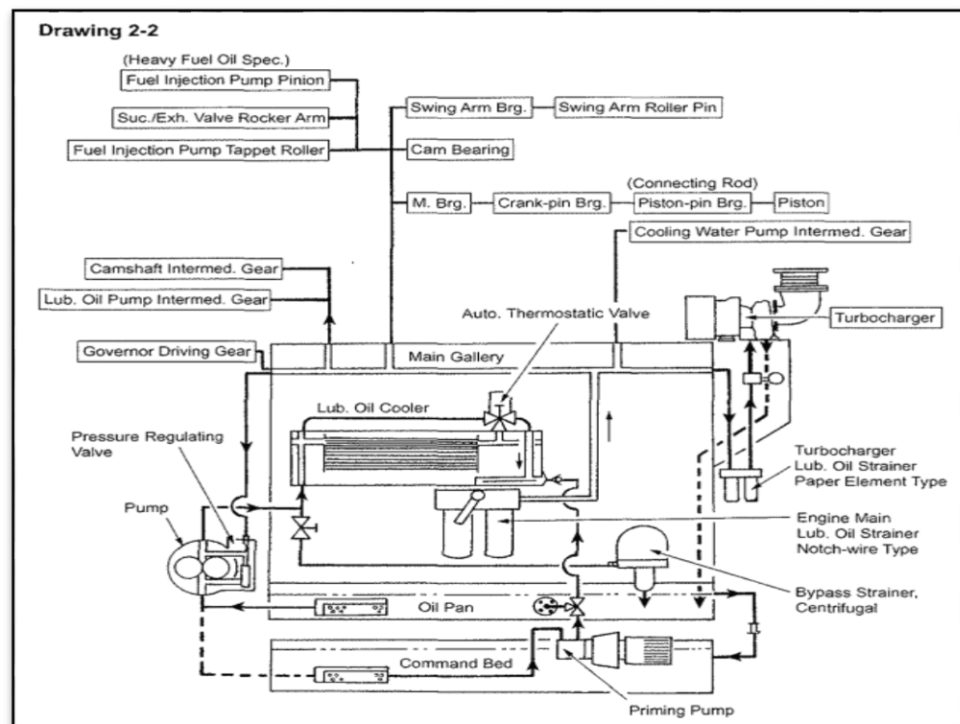 Drawing 2-2
(Heavy Fuel Oil Spec.)
Fuel Injection Pump Pinion
Suc./Exh. Valve Rocker Arm
Fuel Injection Pump Tappet Roller
Swing Arm Brg.
Swing Arm Roller Pin
Cam Bearing
(Connecting Rod)
M. Brg.
Crank-pin Brg.
Piston-pin Brg.
Piston
Cooling Water Pump Intermed. Gear
Camshaft Intermed. Gear
Lub. Oil Pump Intermed. Gear
Auto. Thermostatic Valve
Turbocharger
Governor Driving Gear
Main Gallery
Lub. Oil Cooler
Pressure Regulating
Valve
Turbocharger
Lub. Oil Strainer
Paper Element Type
Pump
Engine Main
Lub. Oil Strainer
Notch-wire Type
Bypass Strainer,
Centrifugal
Oil Pan
Command Bed
Priming Pump